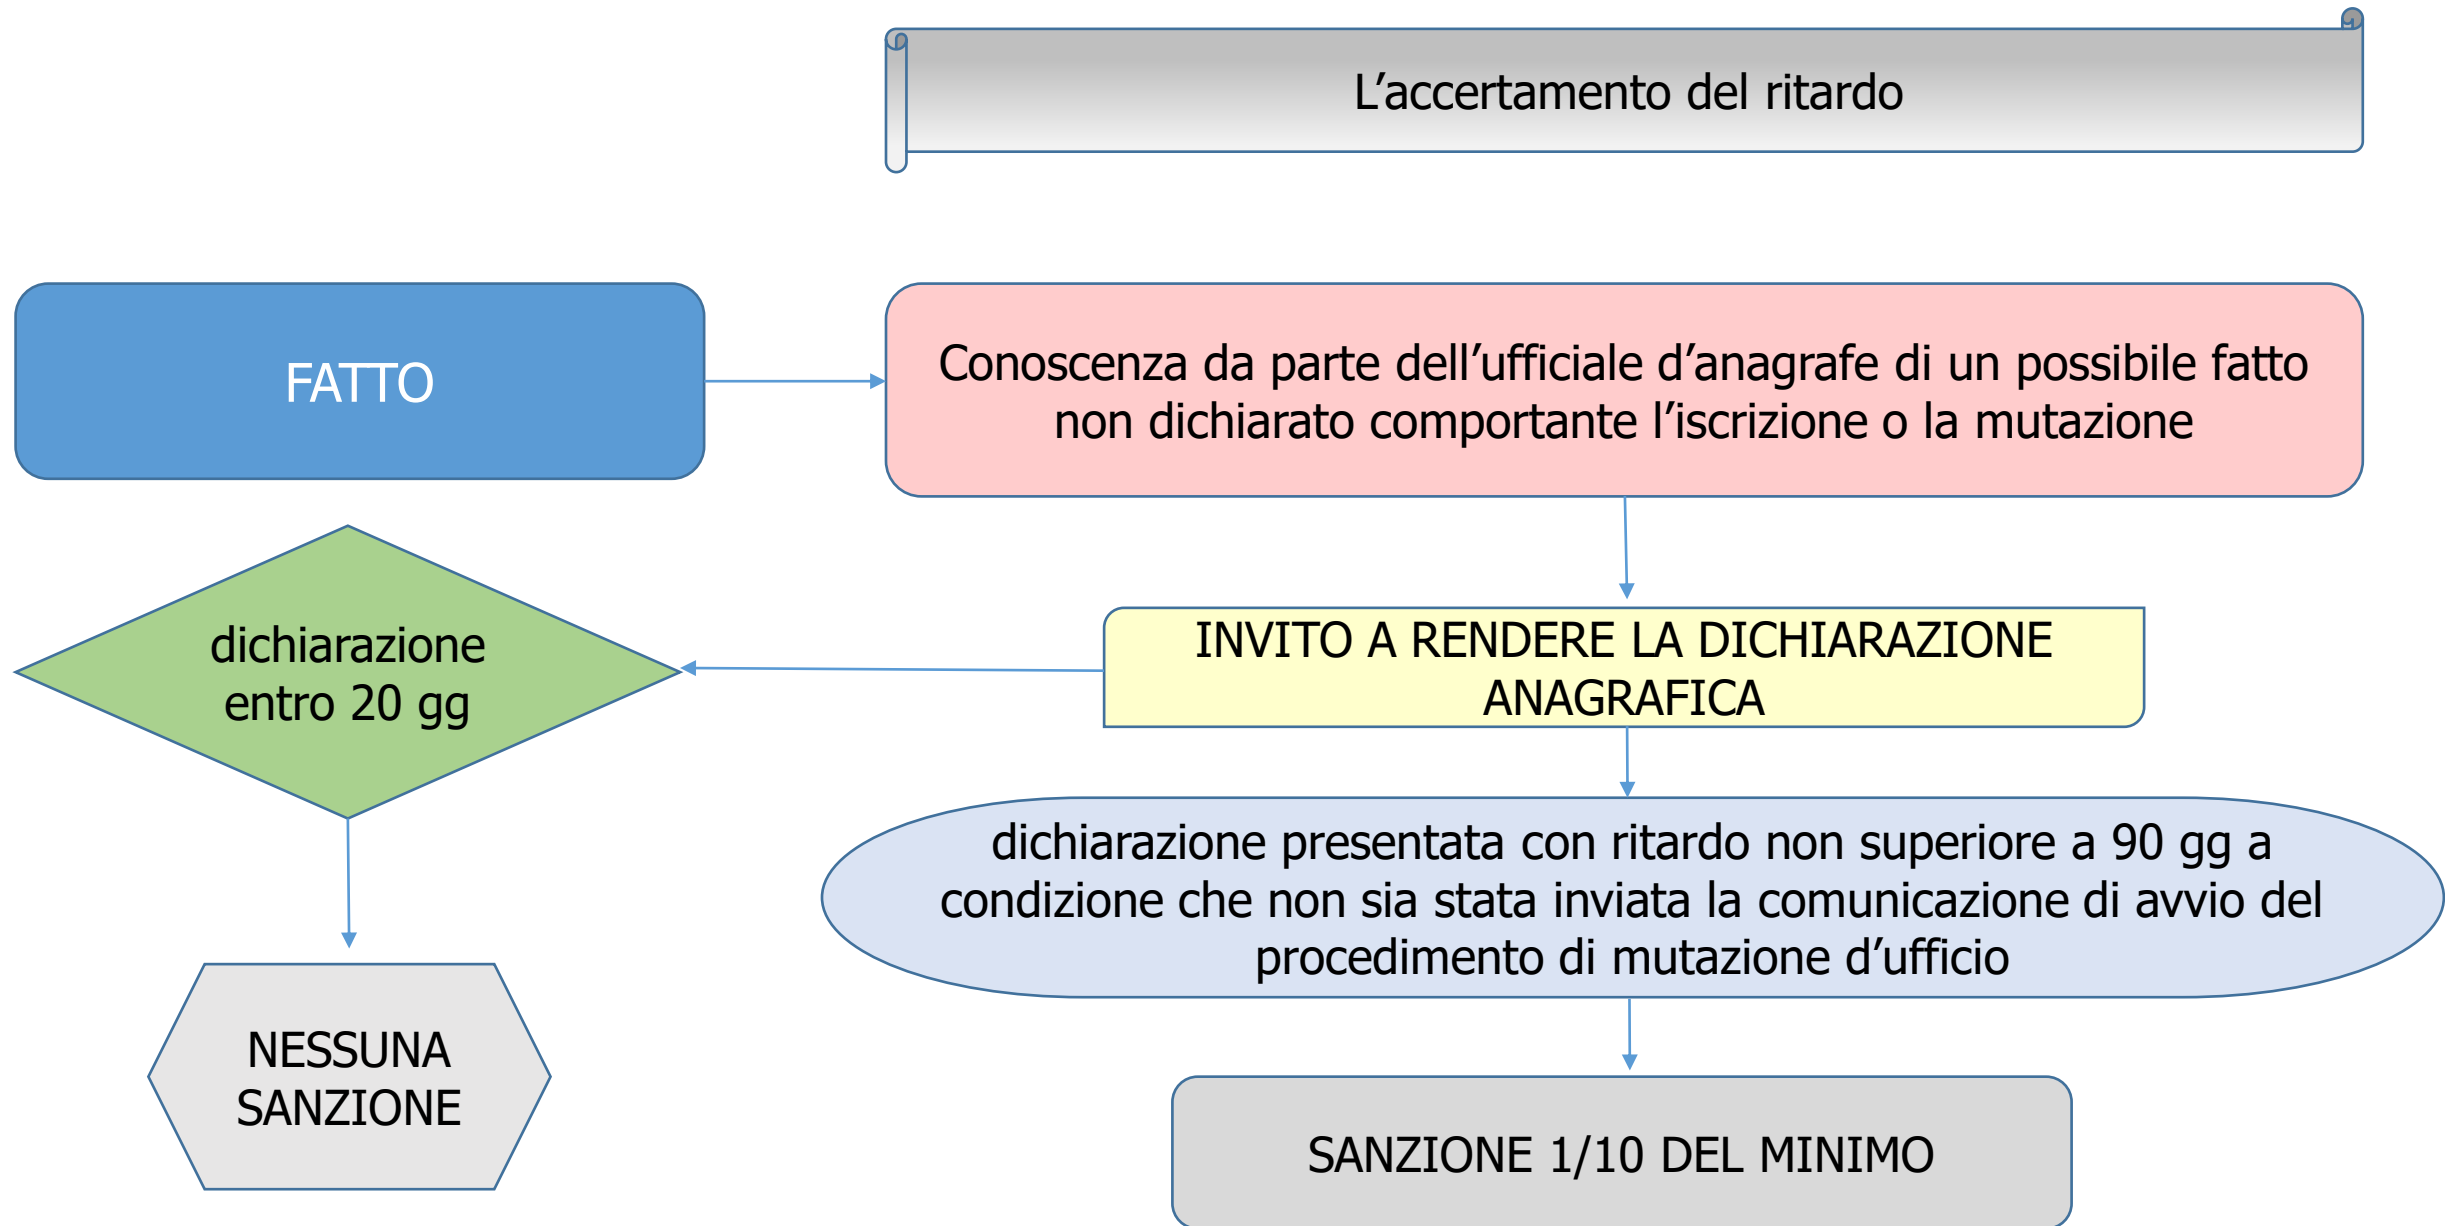 L’accertamento del ritardo
FATTO
Conoscenza da parte dell’ufficiale d’anagrafe di un possibile fatto
non dichiarato comportante l’iscrizione o la mutazione
dichiarazione
entro 20 gg
INVITO A RENDERE LA DICHIARAZIONE
ANAGRAFICA
dichiarazione presentata con ritardo non superiore a 90 gg a
condizione che non sia stata inviata la comunicazione di avvio del
procedimento di mutazione d’ufficio
NESSUNA
SANZIONE
SANZIONE 1/10 DEL MINIMO